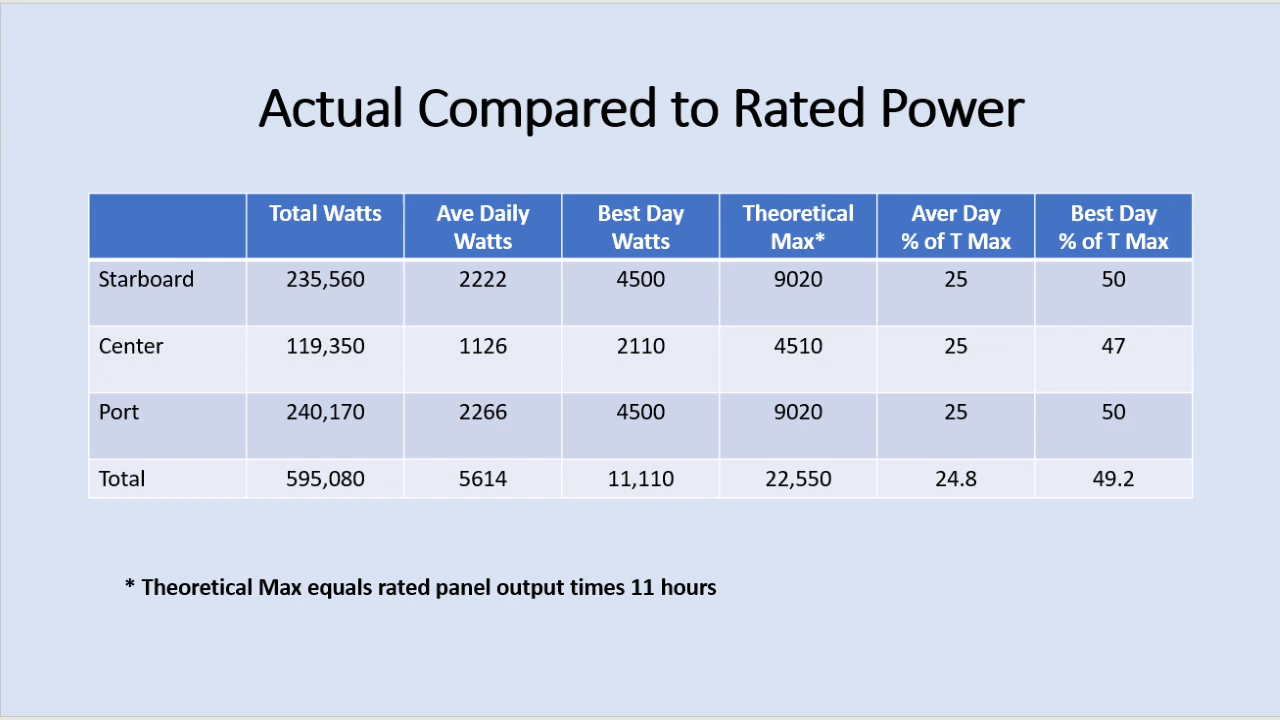 Actual Compared to Rated Power
Total Watts Ave Daily Watts Best Day Watts Theoretical Max* Aver Day % of T Max Best Day % of T Max
Starboard 235,560 2222 4500 9020 25 50
Center 119,350 1126 2110 4510 25 47
Port 240,170 2266 4500 9020 25 50
Total 595,080 5614 11,110 22,550 24.8 49.2
* Theoretical Max equals rated panel output times 11 hours